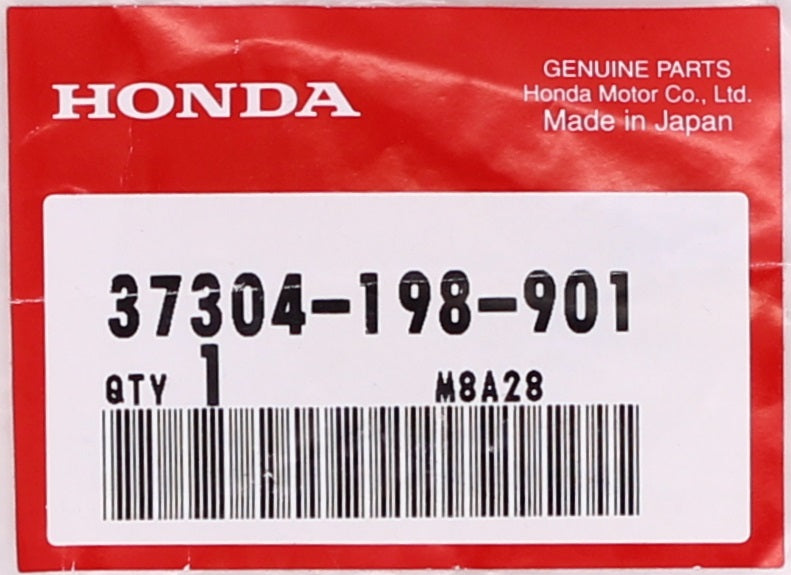 HONDA
GENUINE PARTS
Honda Motor Co., Ltd.
Made in Japan
37304-198-901
QTY 1 M8A28